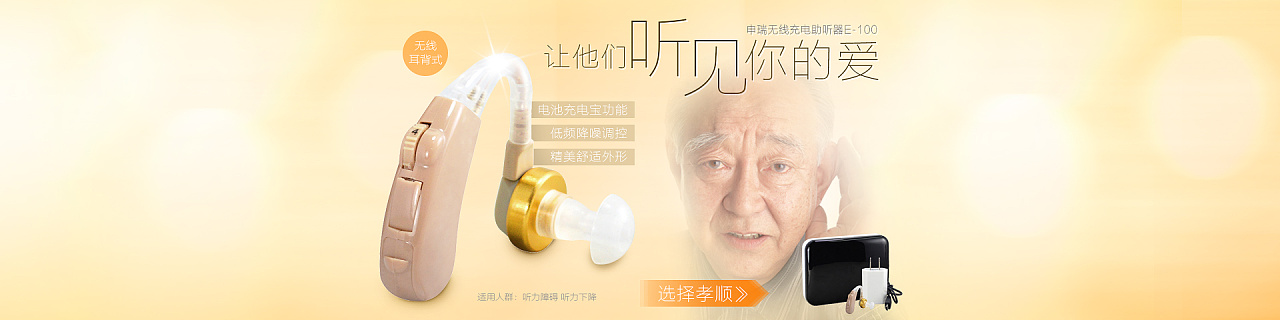 申瑞无线充电助听器E-100
让他们听见你的爱
无线
耳背式
电池充电宝功能
低频降噪调控
精美舒适外形
4
适用人群：听力障碍 听力下降
选择孝顺》